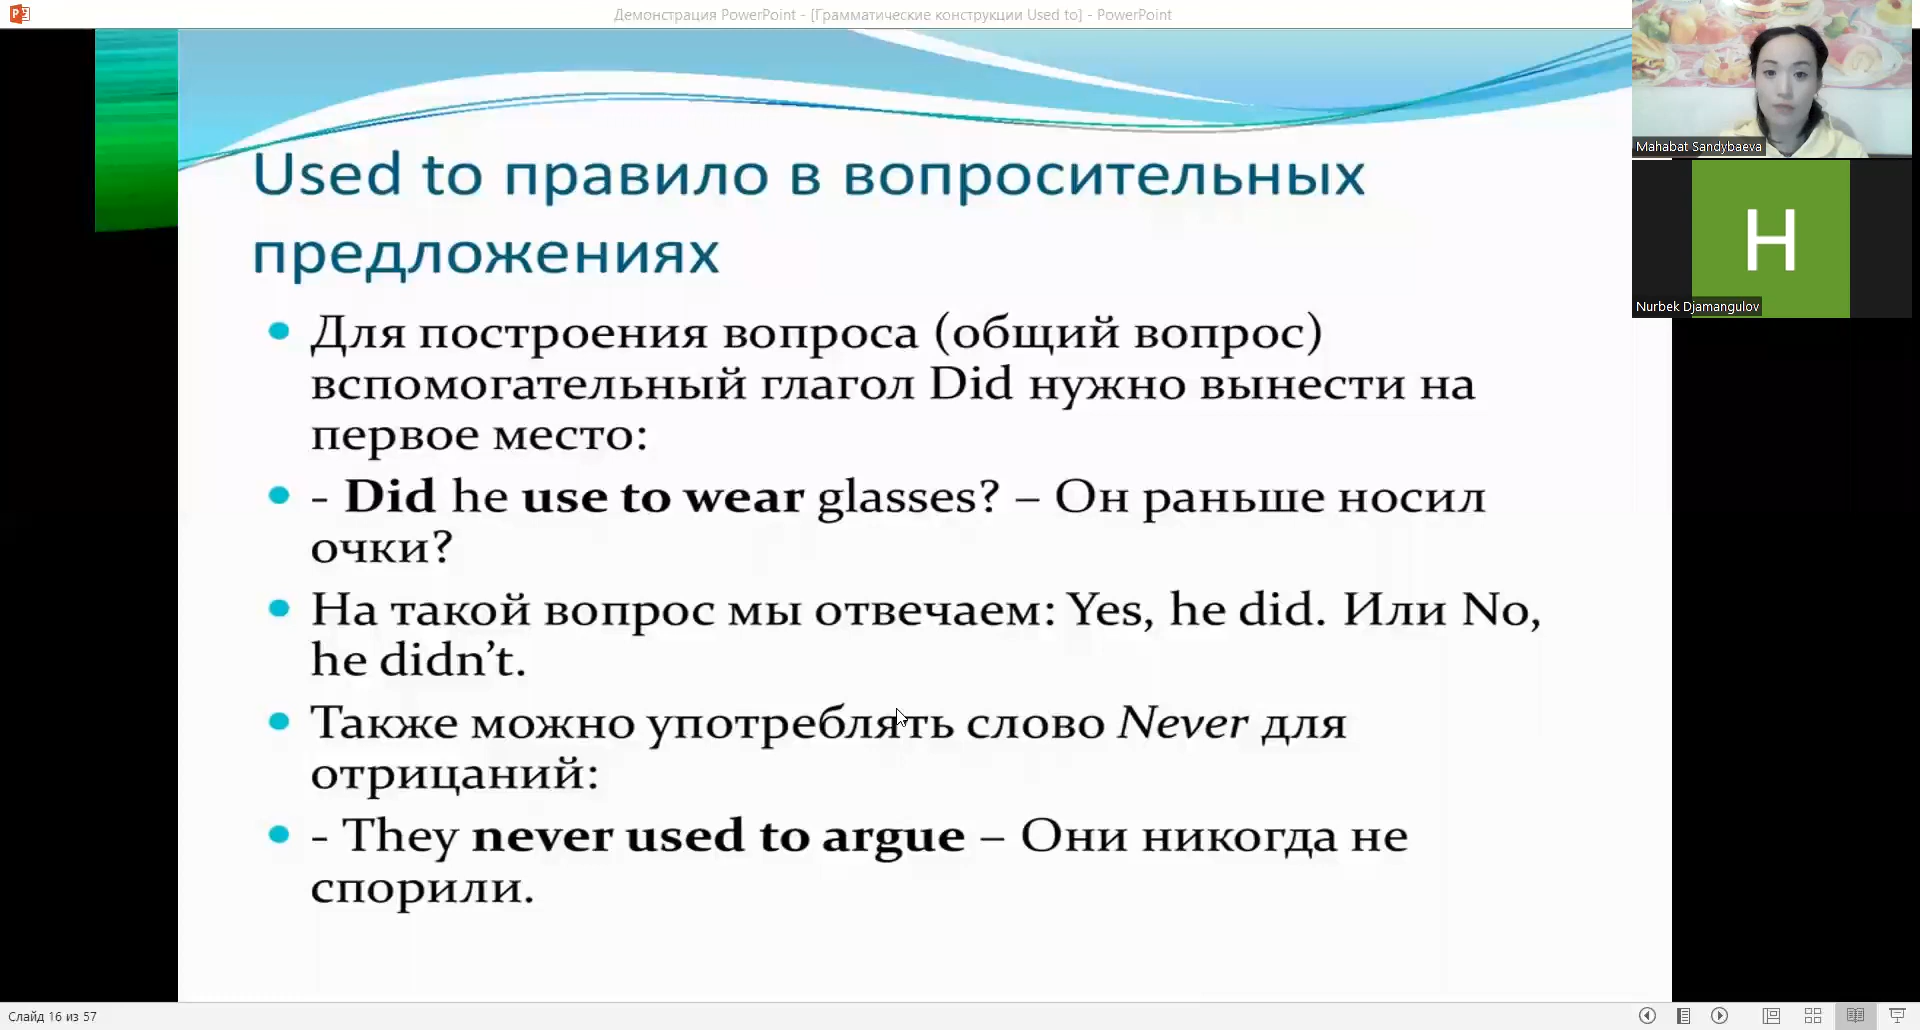 Демонстрация PowerPoint - [Грамматические конструкции Used to] - PowerPoint
Mahabat Sandybaeva
H
Nurbek Djamangulov
Used to правило в вопросительных
предложениях
Для построения вопроса (общий вопрос)
вспомогательный глагол Did нужно вынести на
первое место:
- Did he use to wear glasses? – Он раньше носил
очки?
На такой вопрос мы отвечаем: Yes, he did. Или No,
he didn’t.
Также можно употреблять слово Never для
отрицаний:
- They never used to argue – Они никогда не
спорили.
Слайд 16 из 57